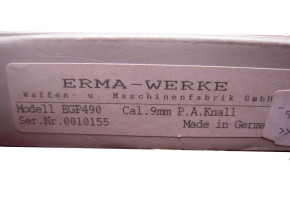 ERMA-WERKE
Waffen- u. Maschinenfabrik GmbH
Modell EGP490 Cal.9mm P.A.Knall
Ser.Nr.0010155 Made in Germa